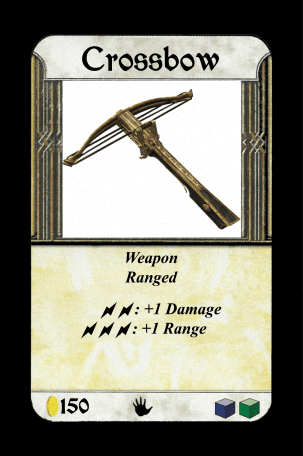 Crossbow
Weapon
Ranged
: +1 Damage
: +1 Range
150